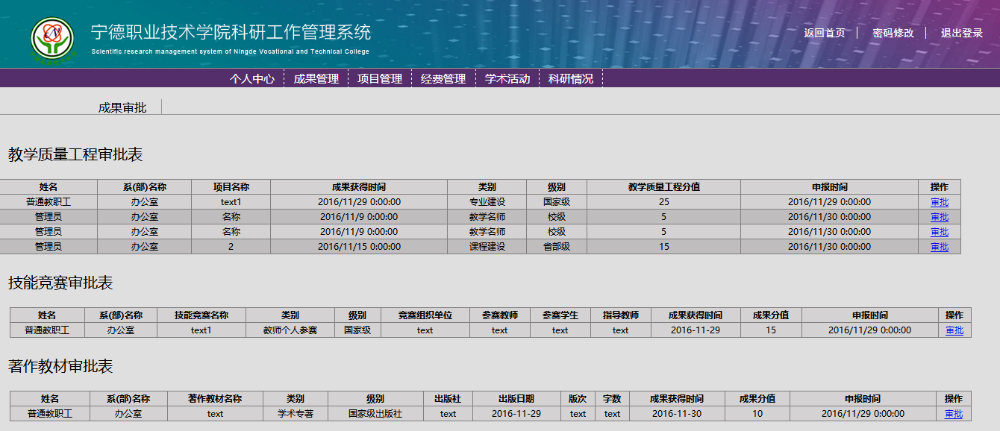 宁德职业技术学院科研工作管理系统
Scientific research management system of Ningde Vocational and Technical College
返回首页 密码修改 退出登录
个人中心 成果管理 项目管理 经费管理 学术活动 科研情况
成果审批
教学质量工程审批表
姓名 系(部)名称 项目名称 成果获得时间 类别 级别 教学质量工程分值 申报时间 操作
普通教职工 办公室 text1 2016/11/29 0:00:00 专业建设 国家级 25 2016/11/29 0:00:00 审批
管理员 办公室 名称 2016/11/9 0:00:00 教学名师 校级 5 2016/11/30 0:00:00 审批
管理员 办公室 名称 2016/11/9 0:00:00 教学名师 校级 5 2016/11/30 0:00:00 审批
管理员 办公室 2 2016/11/15 0:00:00 课程建设 省部级 15 2016/11/30 0:00:00 审批
技能竞赛审批表
姓名 系(部)名称 技能竞赛名称 类别 级别 竞赛组织单位 参赛教师 参赛学生 指导教师 成果获得时间 成果分值 申报时间 操作
普通教职工 办公室 text1 教师个人参赛 国家级 text text text text 2016-11-29 15 2016/11/29 0:00:00 审批
著作教材审批表
姓名 系(部)名称 著作教材名称 类别 级别 出版社 出版日期 版次 字数 成果获得时间 成果分值 申报时间 操作
普通教职工 办公室 text 学术专著 国家级出版社 text 2016-11-29 text text 2016-11-30 10 2016/11/29 0:00:00 审批